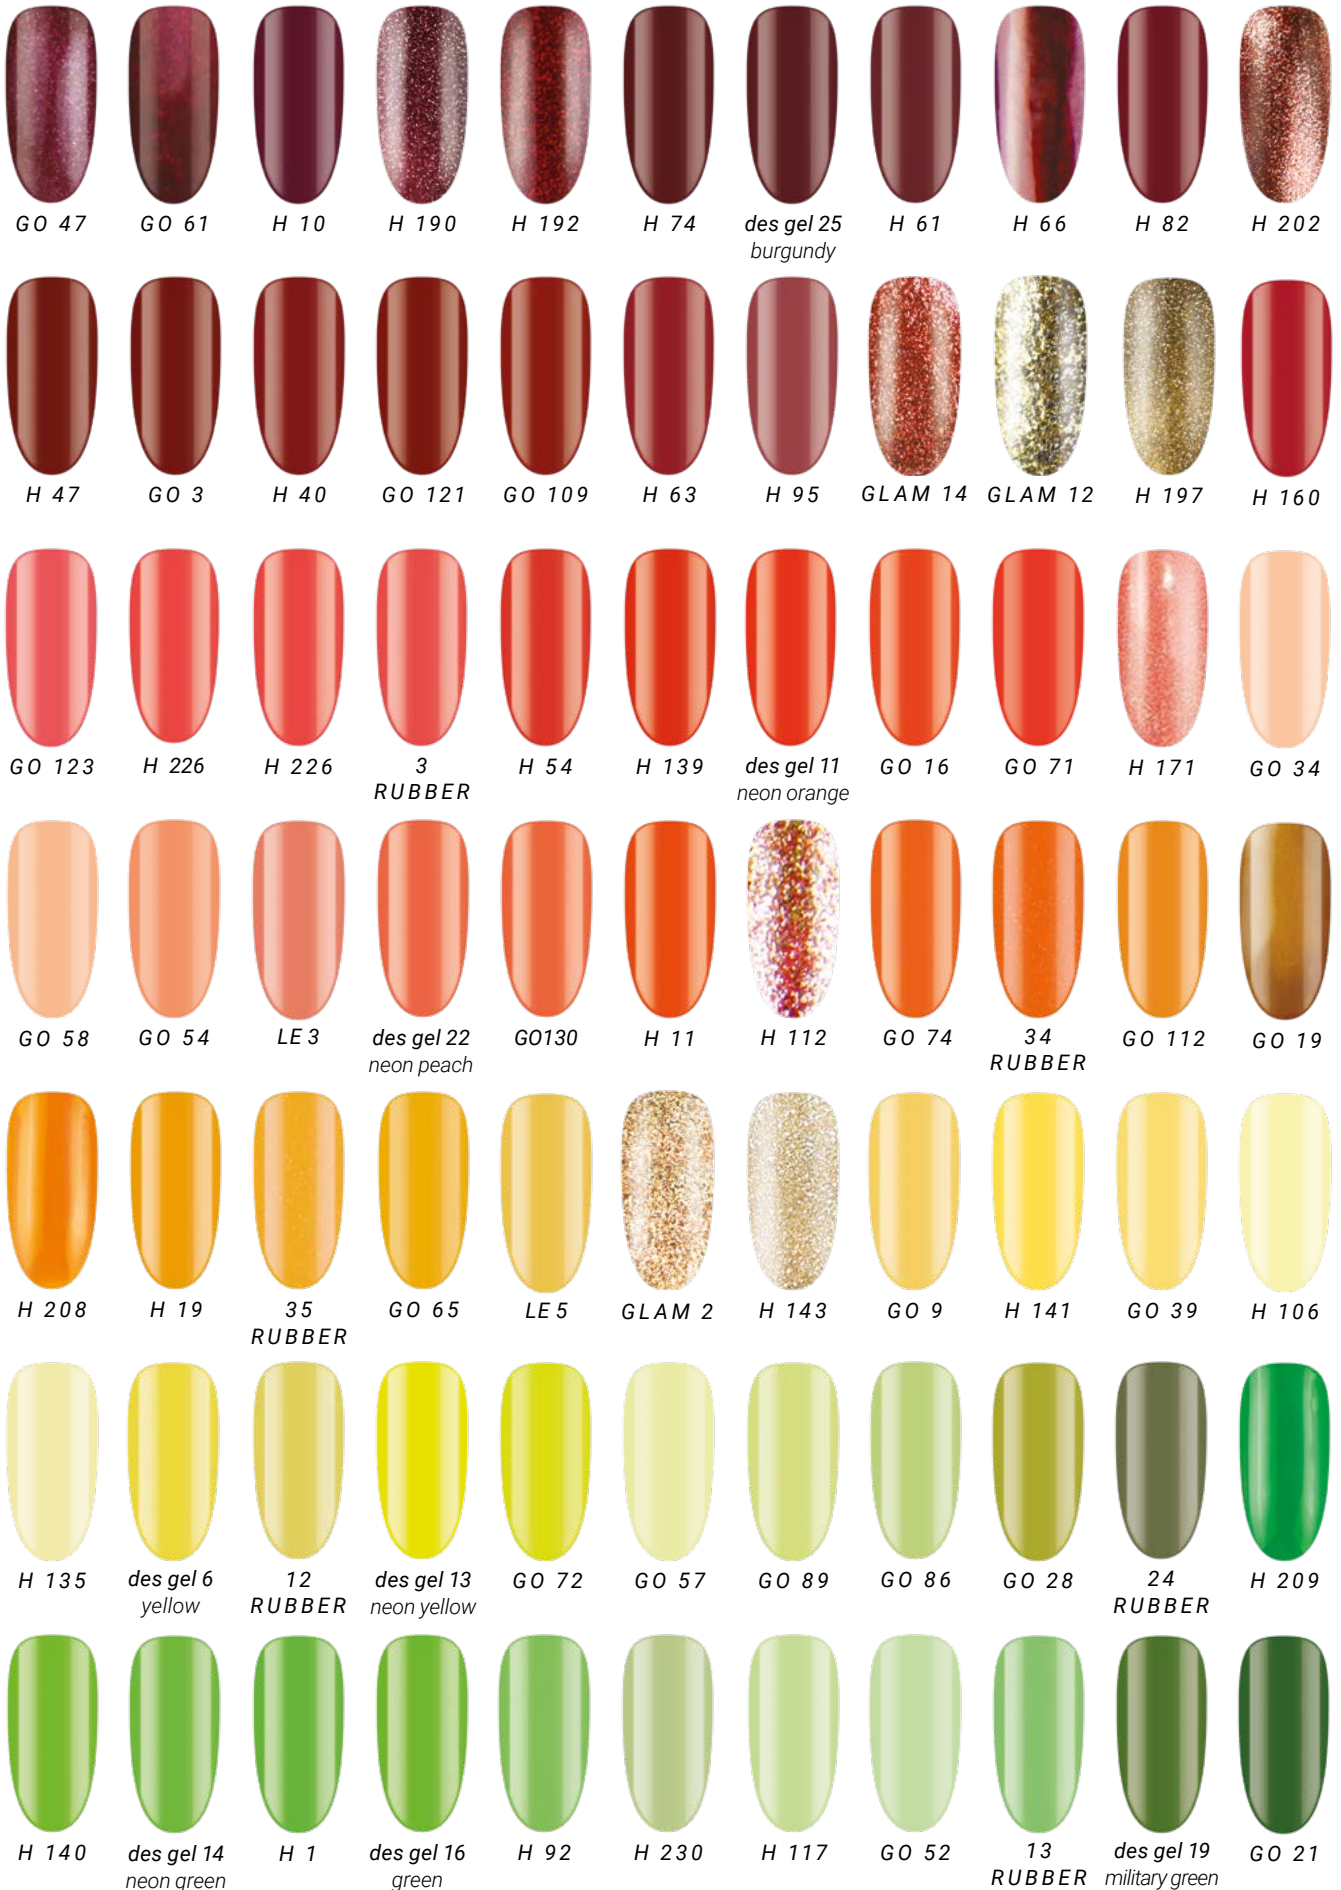 GO 47 GO 61 H 10 H 190 H 192 H 74 des gel 25 H 61 H 66 H 82 H 202
burgundy
H 47 GO 3 H 40 GO 121 GO 109 H 63 H 95 GLAM 14 GLAM 12 H 197 H 160
GO 123 H 226 H 226 3 H 54 H 139 des gel 11 GO 16 GO 71 H 171 GO 34
RUBBER neon orange
GO 58 GO 54 LE 3 des gel 22 GO130 H 11 H 112 GO 74 34 GO 112 GO 19
neon peach RUBBER
H 208 H 19 35 GO 65 LE 5 GLAM 2 H 143 GO 9 H 141 GO 39 H 106
RUBBER
H 135 des gel 6 12 des gel 13 GO 72 GO 57 GO 89 GO 86 GO 28 24 H 209
yellow RUBBER neon yellow RUBBER
H 140 des gel 14 H 1 des gel 16 H 92 H 230 H 117 GO 52 13 des gel 19 GO 21
neon green green RUBBER military green